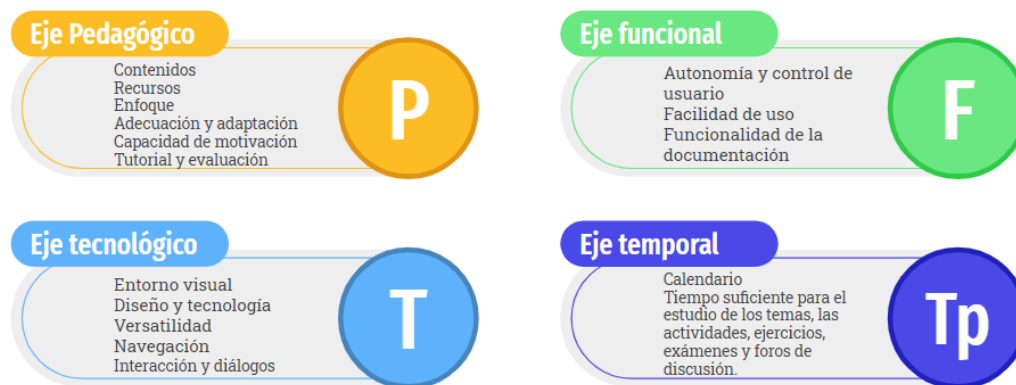 Eje Pedagógico
Contenidos
Recursos
Enfoque
Adecuación y adaptación
Capacidad de motivación
Tutorial y evaluación
P
Eje funcional
Autonomía y control de
usuario
Facilidad de uso
Funcionalidad de la
documentación
F
Eje tecnológico
Entorno visual
Diseño y tecnología
Versatilidad
Navegación
Interacción y diálogos
T
Eje temporal
Calendario
Tiempo suficiente para el
estudio de los temas, las
actividades, ejercicios,
exámenes y foros de
discusión.
Tp